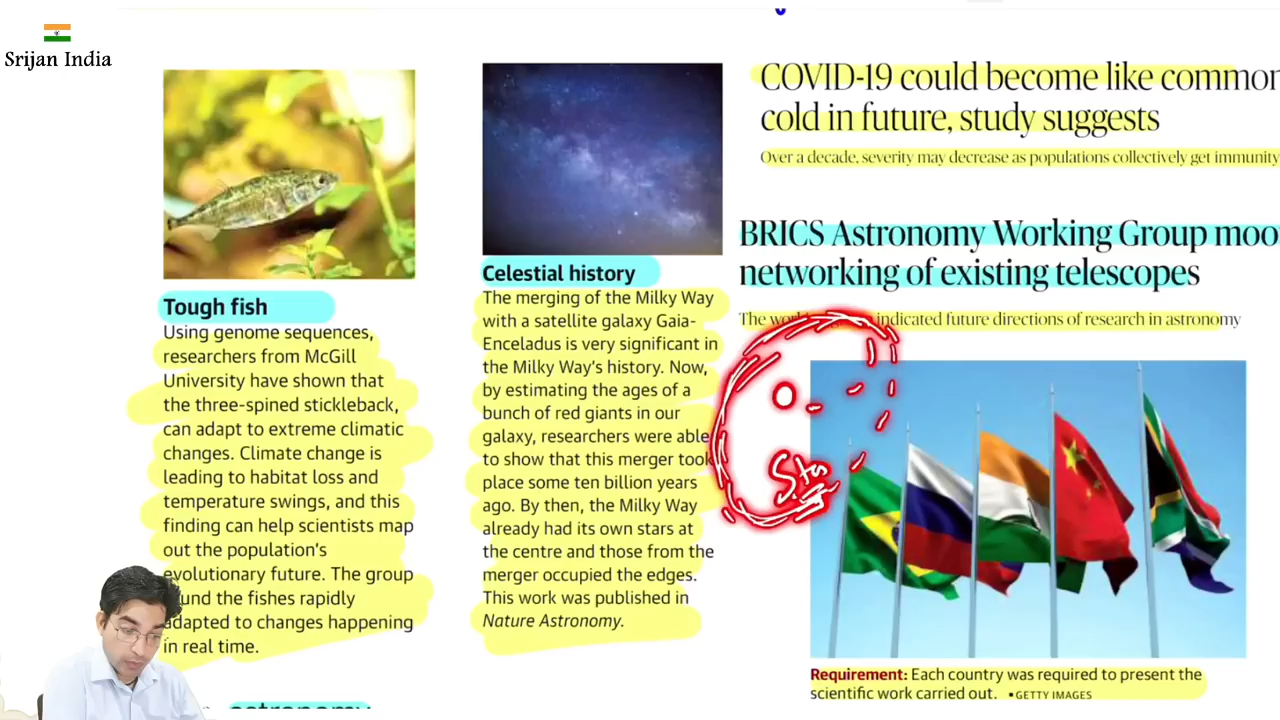 Srijan India
Tough fish
Using genome sequences,
researchers from McGill
University have shown that
the three-spined stickleback,
can adapt to extreme climatic
changes. Climate change is
leading to habitat loss and
temperature swings, and this
finding can help scientists map
out the population's
evolutionary future. The group
the fishes rapidly
adapted to changes happening
in real time.
astronomy
Celestial history
The merging of the Milky Way
with a satellite galaxy Gaia-
Enceladus is very significant in
the Milky Way's history. Now,
by estimating the ages of a
bunch of red giants in our
galaxy, researchers were able
to show that this merger took
place some ten billion years
ago. By then, the Milky Way
already had its own stars at
the centre and those from the
merger occupied the edges.
This work was published in
Nature Astronomy.
COVID-19 could become like common
cold in future, study suggests
Over a decade, severity may decrease as populations collectively get immunity
BRICS Astronomy Working Group
networking of existing telescopes
The indicated future directions of research in astronomy
Requirement: Each country was required to present the
scientific work carried out. • GETTY IMAGES